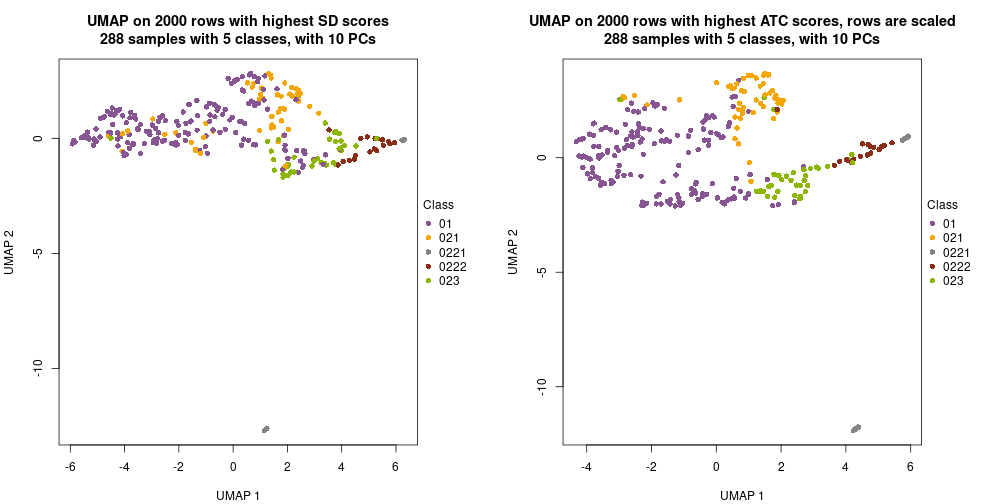 UMAP on 2000 rows with highest SD scores
288 samples with 5 classes, with 10 PCs
UMAP 2
0
-5
-10
-6
-4
-2
0
2
4
6
UMAP 1
Class
01
021
0221
0222
023
UMAP on 2000 rows with highest ATC scores, rows are scaled
288 samples with 5 classes, with 10 PCs
UMAP 2
0
-5
-10
-4
-2
0
2
4
6
UMAP 1
Class
01
021
0221
0222
023